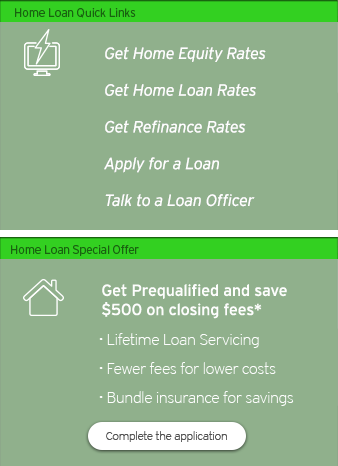 Home Loan Quick Links
Get Home Equity Rates
Get Home Loan Rates
Get Refinance Rates
Apply for a Loan
Talk to a Loan Officer
Home Loan Special Offer
Get Prequalified and save
$500 on closing fees*
· Lifetime Loan Servicing
· Fewer fees for lower costs
· Bundle insurance for savings
Complete the application